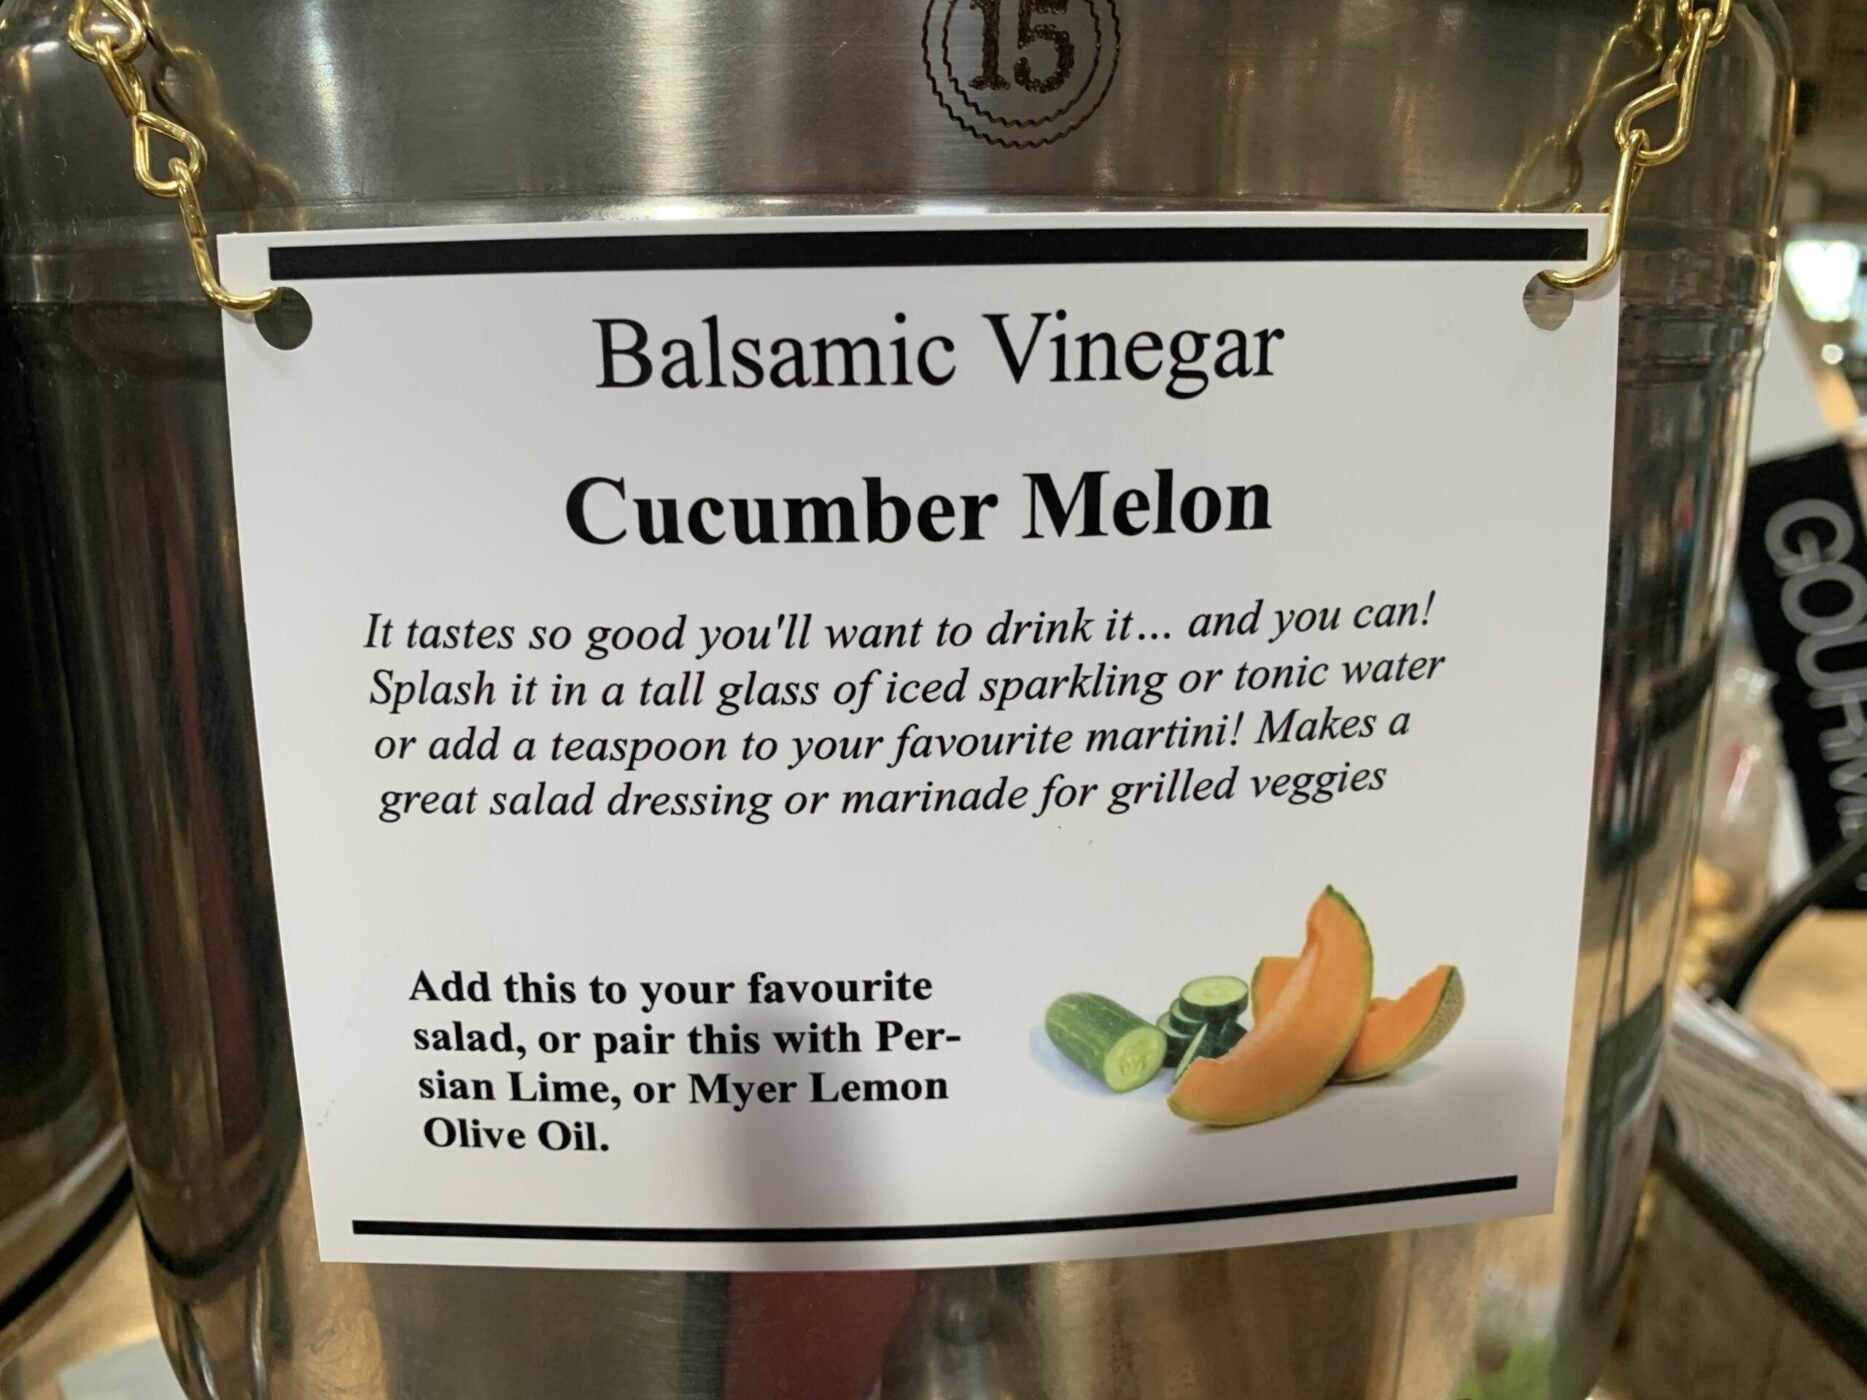 15
Balsamic Vinegar
Cucumber Melon
It tastes so good you'll want to drink it... and you can!
Splash it in a tall glass of iced sparkling or tonic water
or add a teaspoon to your favourite martini! Makes a
great salad dressing or marinade for grilled veggies
Add this to your favourite
salad, or pair this with Per-
sian Lime, or Myer Lemon
Olive Oil.